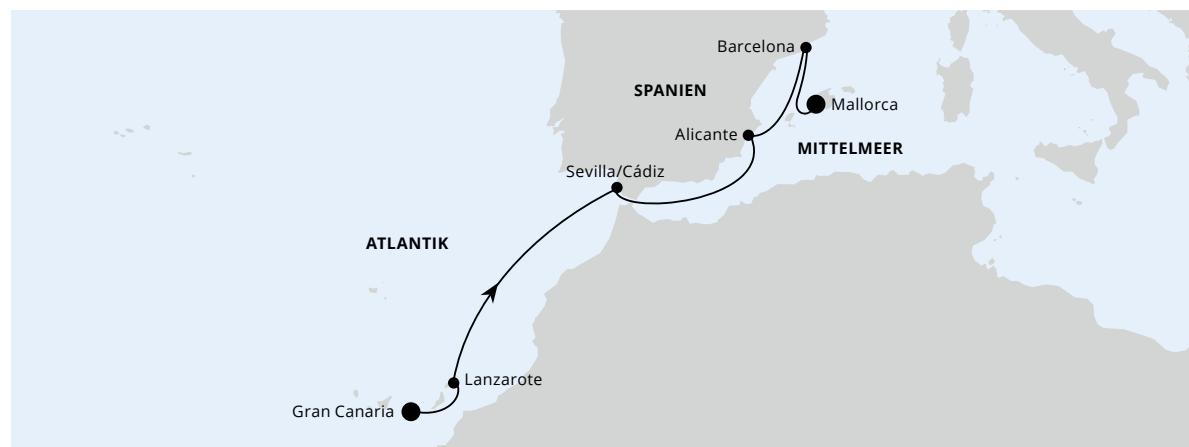 Barcelona
SPANIEN
Mallorca
Alicante
MITTELMEER
Sevilla/Cádiz
ATLANTIK
Lanzarote
Gran Canaria